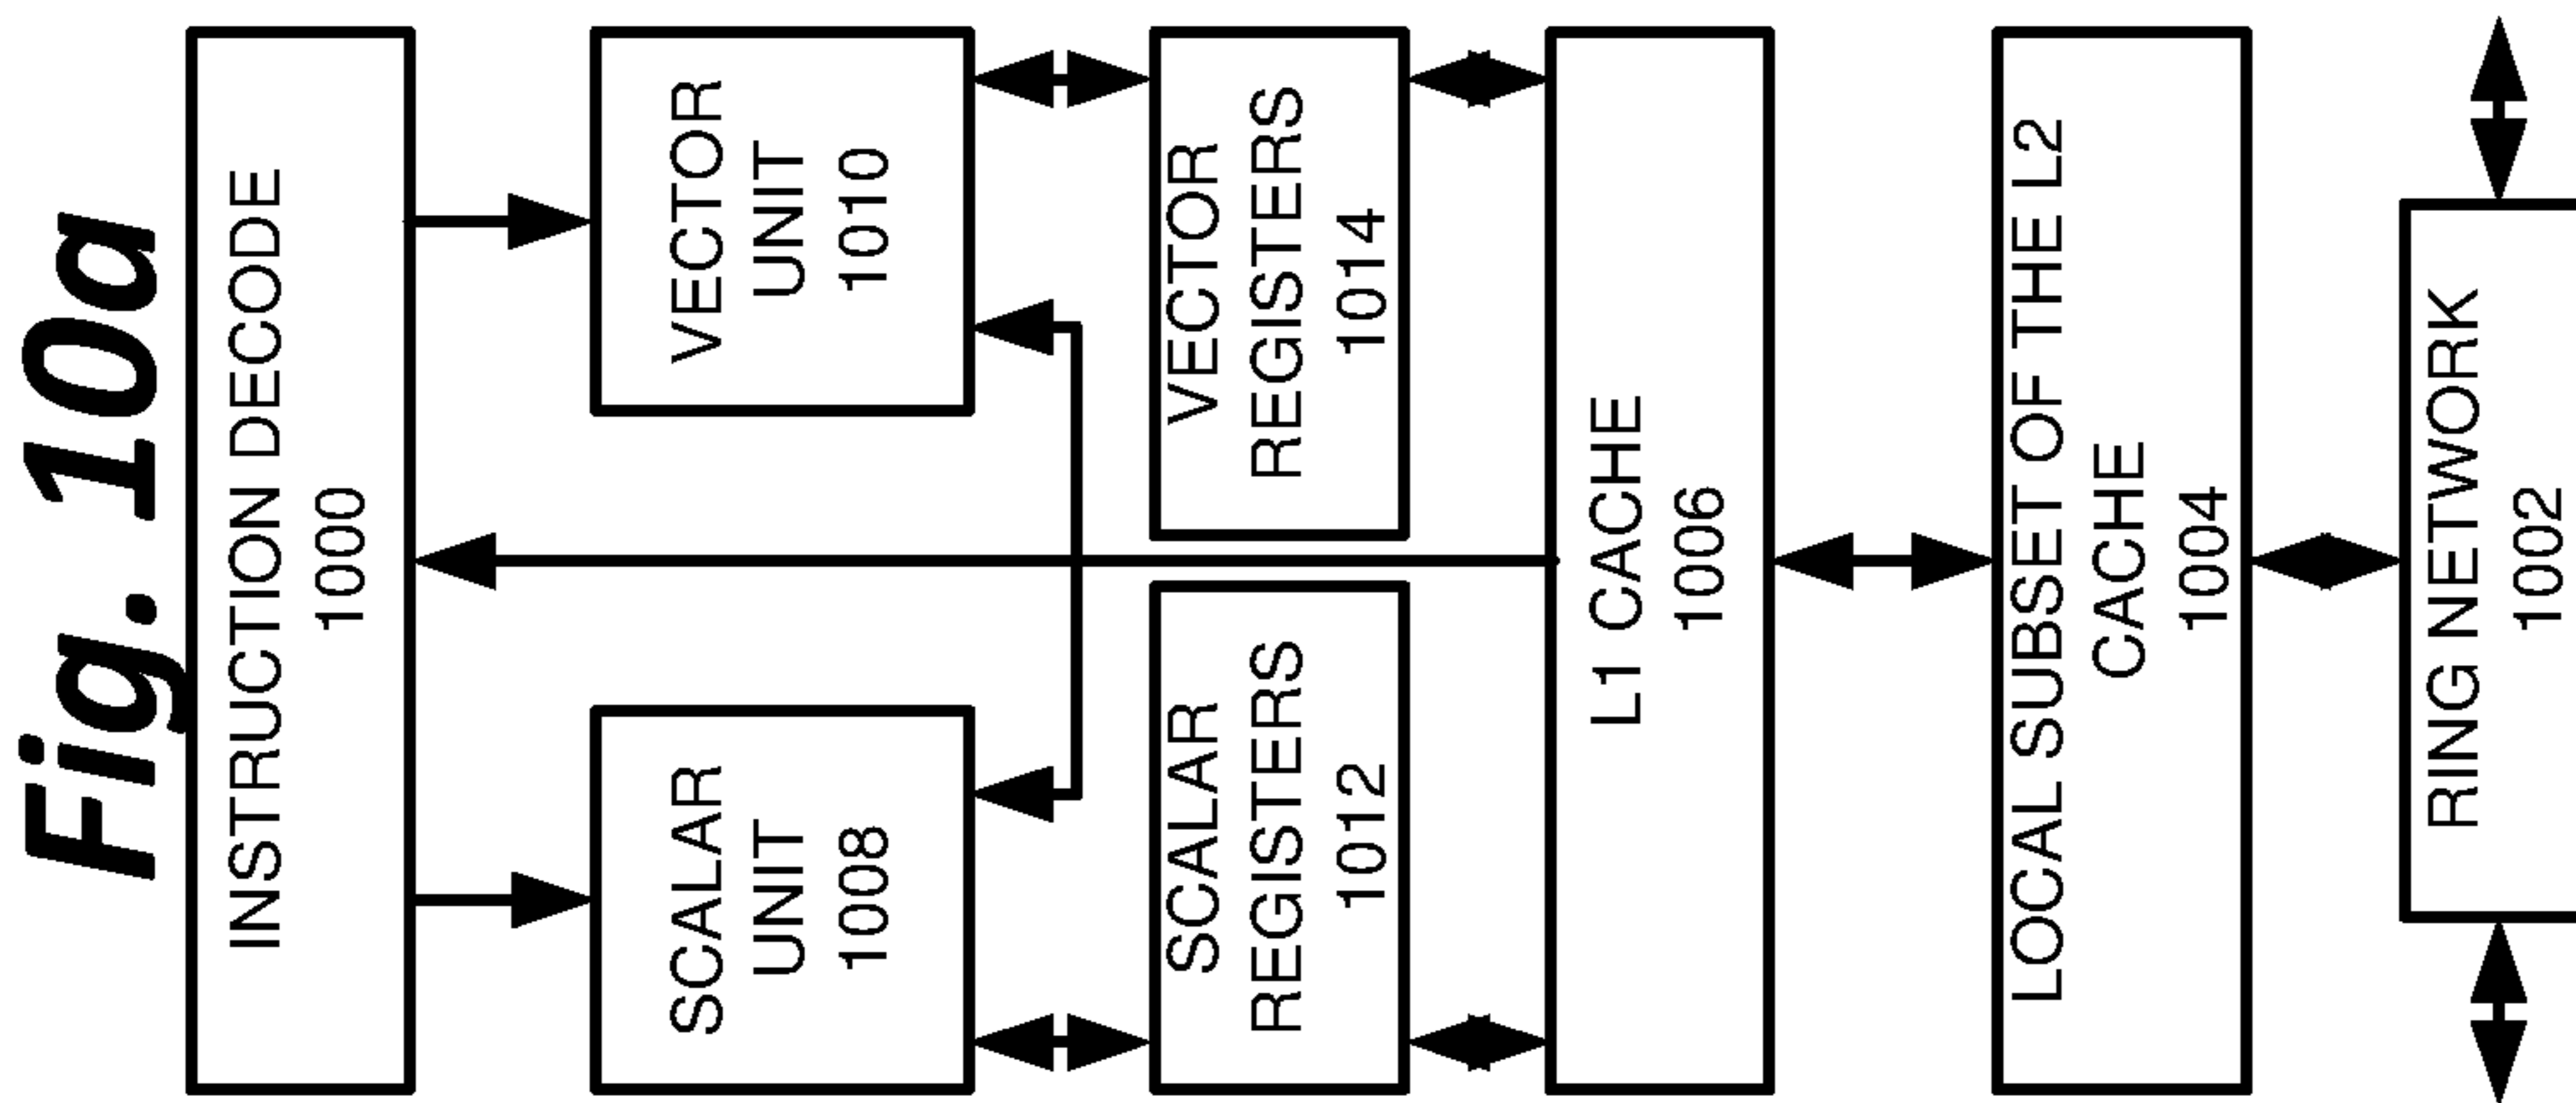 Fig. 10a
INSTRUCTION DECODE
1000
SCALAR
UNIT
1008
VECTOR
UNIT
1010
SCALAR
REGISTERS
1012
VECTOR
REGISTERS
1014
L1 CACHE
1006
LOCAL SUBSET OF THE L2
CACHE
1004
RING NETWORK
1002